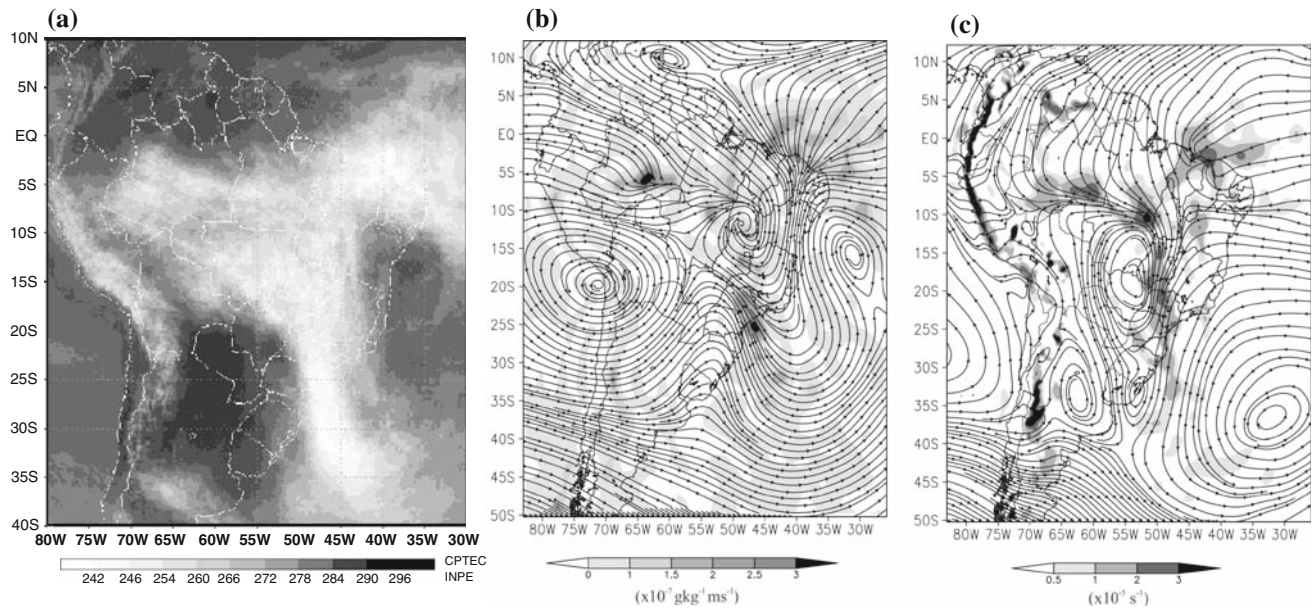 (a)
(b)
(c)
10N
5N
EQ
5S
10S
15S
20S
25S
30S
35S
40S
80W 75W 70W 65W 60W 55W 50W 45W 40W 35W 30W
242 246 254 260 266 272 278 284 290 296
CPTEC
INPE
10N
5N
EQ
5S
10S
15S
20S
25S
30S
35S
40S
45S
50S
80W 75W 70W 65W 60W 55W 50W 45W 40W 35W 30W
0 1 1.5 2 2.5 3
(x10⁻⁷ gkg⁻¹ ms⁻¹)
10N
5N
EQ
5S
10S
15S
20S
25S
30S
35S
40S
45S
50S
80W 75W 70W 65W 60W 55W 50W 45W 40W 35W 30W
0.5 1 2 3
(x10⁻⁵ s⁻¹)